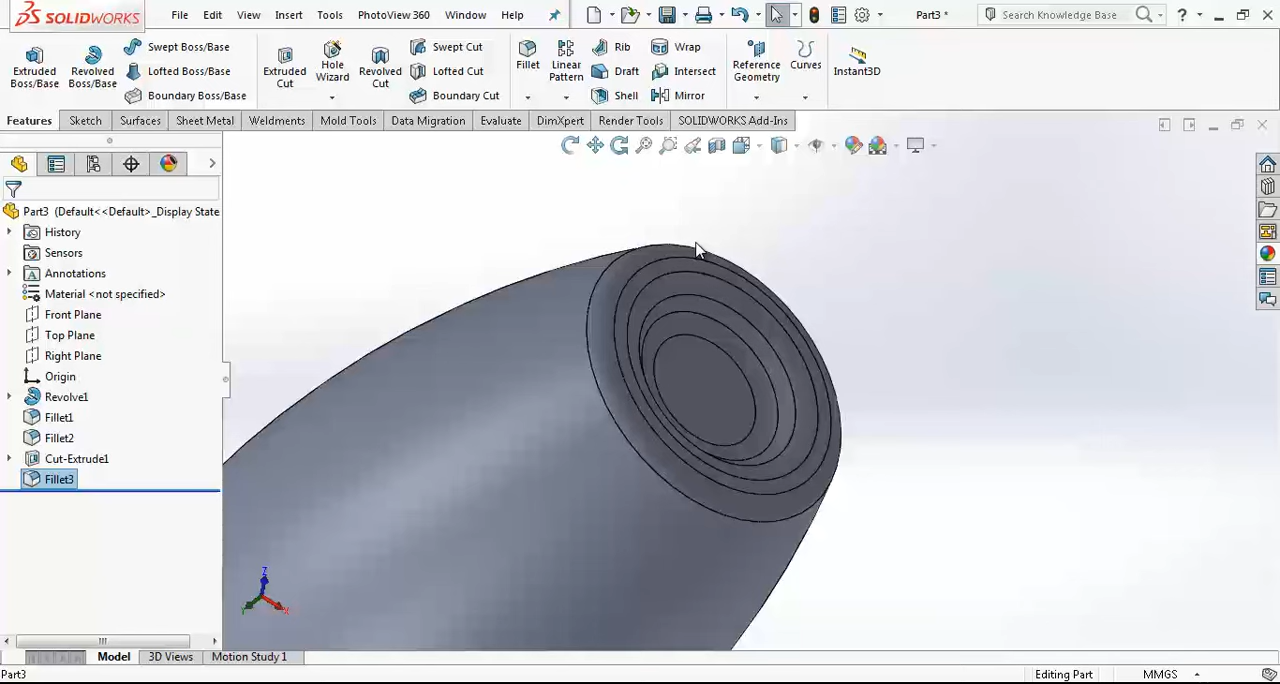 SOLIDWORKS File Edit View Insert Tools PhotoView 360 Window Help Part3 * Search Knowledge Base ?
Extruded Boss/Base
Revolved Boss/Base
Swept Boss/Base
Lofted Boss/Base
Boundary Boss/Base
Extruded Cut
Hole Wizard
Revolved Cut
Swept Cut
Lofted Cut
Boundary Cut
Fillet
Linear Pattern
Rib
Draft
Shell
Wrap
Intersect
Mirror
Reference Geometry
Curves
Instant3D
Features Sketch Surfaces Sheet Metal Weldments Mold Tools Data Migration Evaluate DimXpert Render Tools SOLIDWORKS Add-Ins
Part3 (Default<<Default>_Display State
History
Sensors
Annotations
Material <not specified>
Front Plane
Top Plane
Right Plane
Origin
Revolve1
Fillet1
Fillet2
Cut-Extrude1
Fillet3
Z
X
Y
Model 3D Views Motion Study 1
Part3 Editing Part MMGS